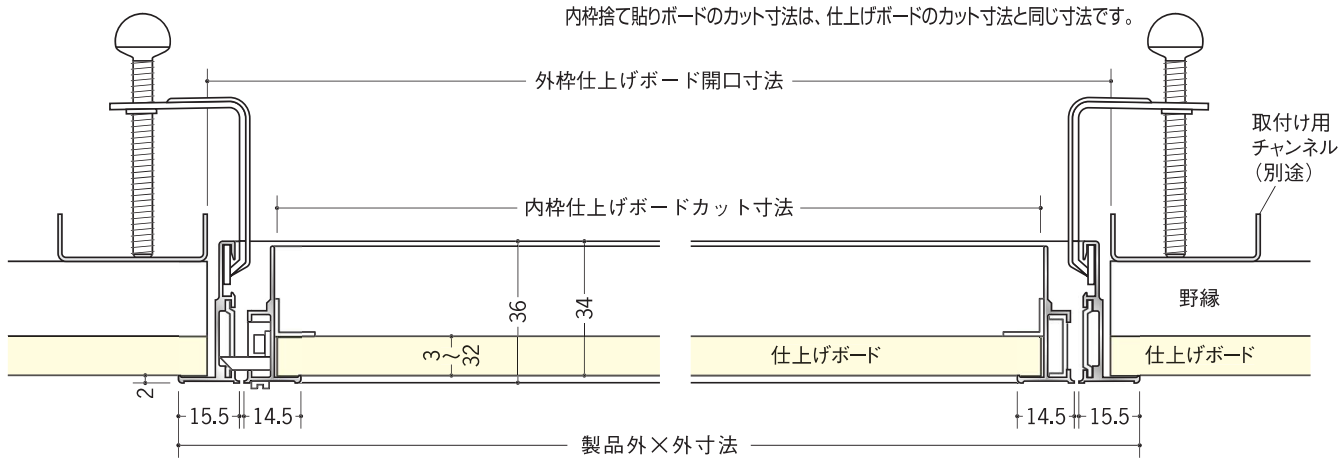 内枠捨て貼りボードのカット寸法は、仕上げボードのカット寸法と同じ寸法です。
外枠仕上げボード開口寸法
取付け用
チャンネル
（別途）
内枠仕上げボードカット寸法
36
34
野縁
3～32
仕上げボード
仕上げボード
2
15.5
14.5
14.5
15.5
製品外×外寸法